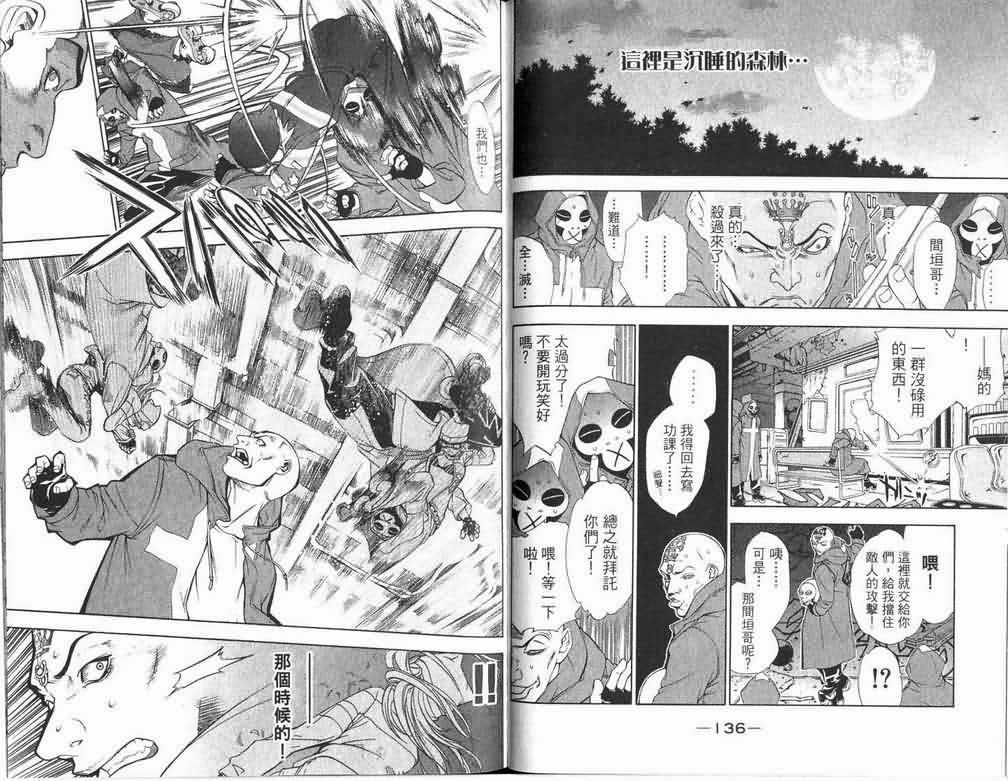 這裡是沉睡的森林…
間垣哥…
真…
真的…
殺過來了…
………！
難道…
全…滅…
！
媽的
一群沒碌用
的東西！
喂！
這裡就交給你
們，給我擋住
敵人的攻擊！
!?
咦……
可是…
那間垣哥呢？
……
我得回去寫
功課了……
太過分了！
不要開玩笑好
嗎？
總之就拜託
你們了！
喂！等一下
啦！
—136—
我們也…
!!
那個時候的！